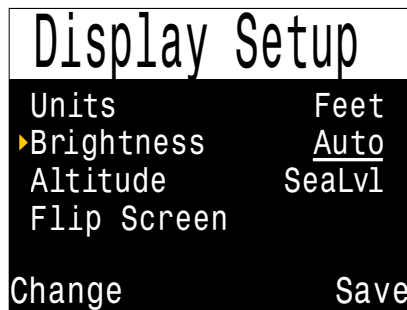 Display Setup
Units Feet
Brightness Auto
Altitude SeaLvl
Flip Screen
Change Save